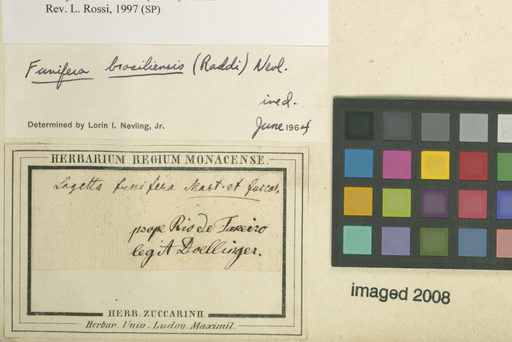 Rev. L. Rossi, 1997 (SP)
Funifera brasiliensis (Raddi) Nevl.
ined.
Determined by Lorin I. Nevling, Jr.
June 1964
HERBARIUM REGIUM MONACENSE.
Lagetta funifera Mart. et Zuccar.
prope Rio de Janeiro
legit Doellinger.
HERB. ZUCCARINII
Herbar. Univ. Ludov. Maximil.
imaged 2008